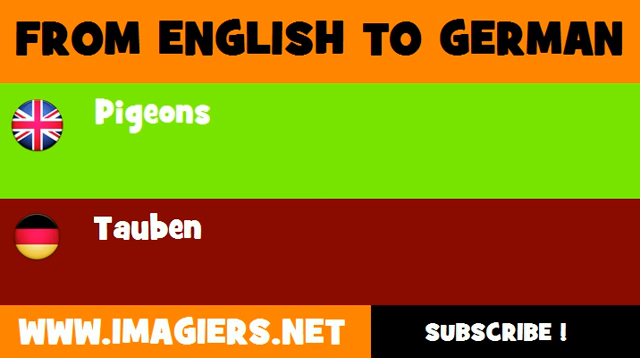 FROM ENGLISH TO GERMAN
Pigeons
Tauben
WWW.IMAGIERS.NET
SUBSCRIBE !